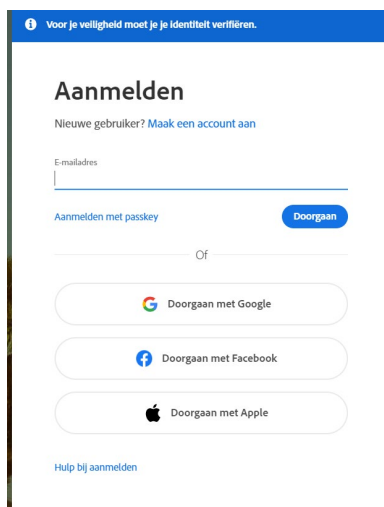 Voor je veiligheid moet je je identiteit verifiëren.
Aanmelden
Nieuwe gebruiker? Maak een account aan
E-mailadres
Aanmelden met passkey
Doorgaan
Of
Doorgaan met Google
Doorgaan met Facebook
Doorgaan met Apple
Hulp bij aanmelden